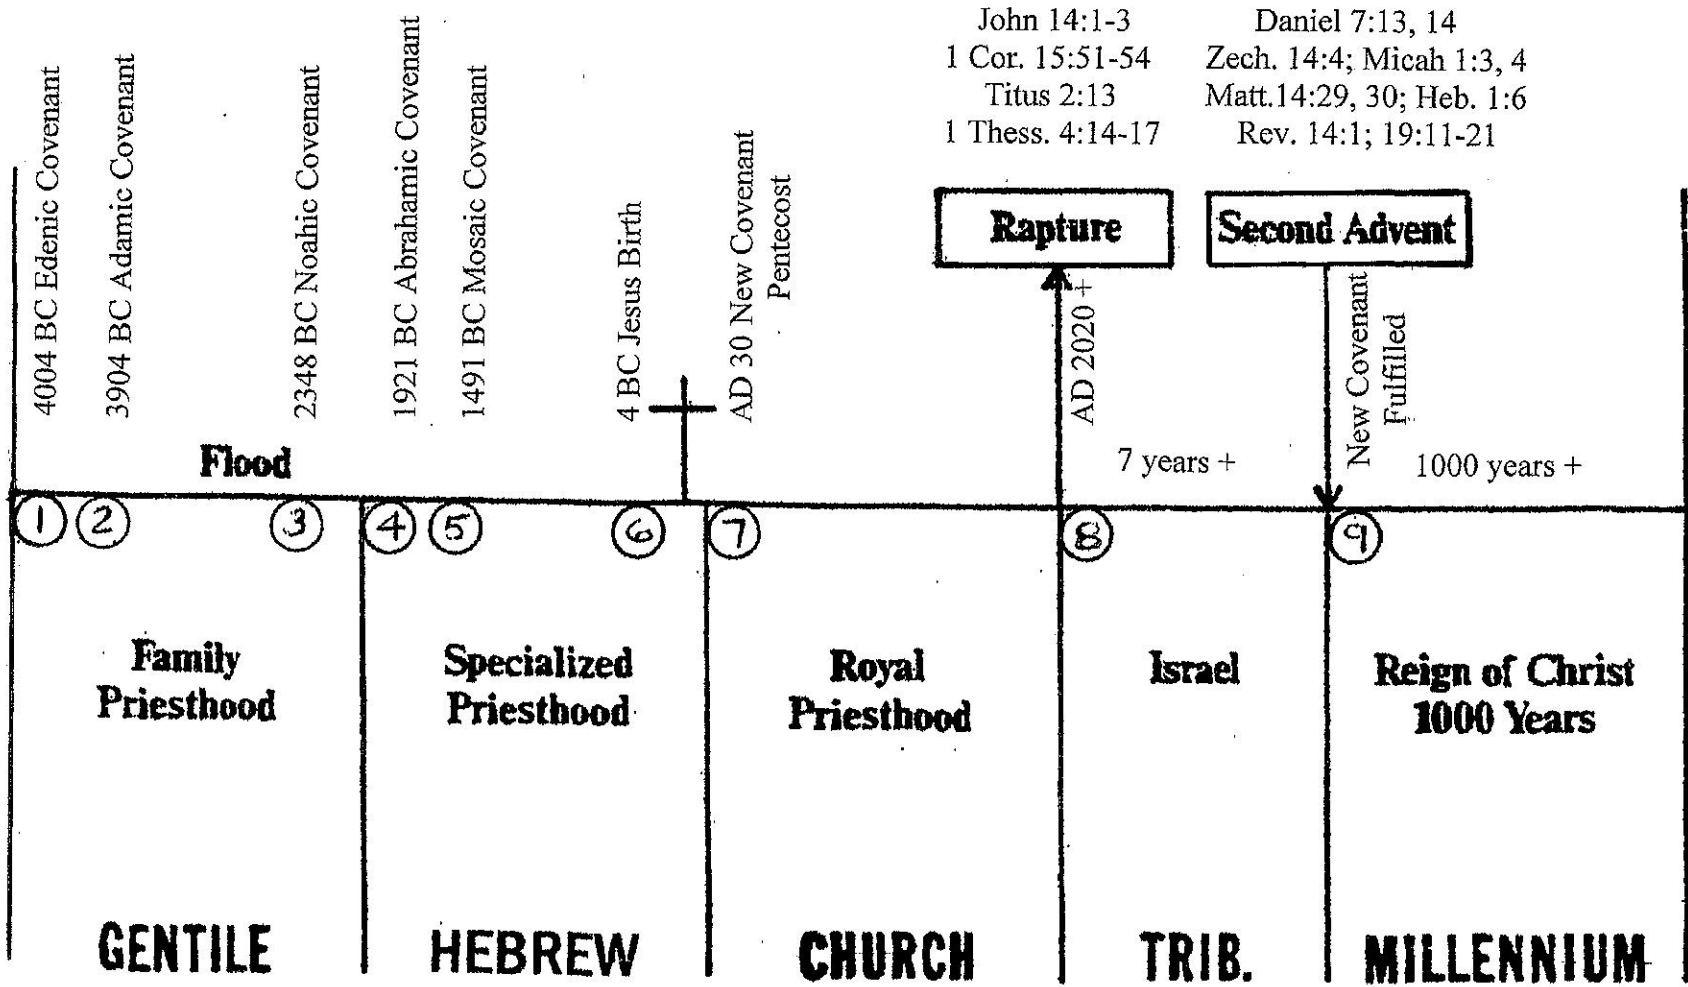 John 14:1-3
1 Cor. 15:51-54
Titus 2:13
1 Thess. 4:14-17
Daniel 7:13, 14
Zech. 14:4; Micah 1:3, 4
Matt.14:29, 30; Heb. 1:6
Rev. 14:1; 19:11-21
4004 BC Edenic Covenant
3904 BC Adamic Covenant
2348 BC Noahic Covenant
1921 BC Abrahamic Covenant
1491 BC Mosaic Covenant
4 BC Jesus Birth
AD 30 New Covenant
Pentecost
Rapture
Second Advent
AD 2020 +
New Covenant
Fulfilled
Flood
7 years +
1000 years +
1
2
3
4
5
6
7
8
9
Family
Priesthood
Specialized
Priesthood
Royal
Priesthood
Israel
Reign of Christ
1000 Years
GENTILE
HEBREW
CHURCH
TRIB.
MILLENNIUM